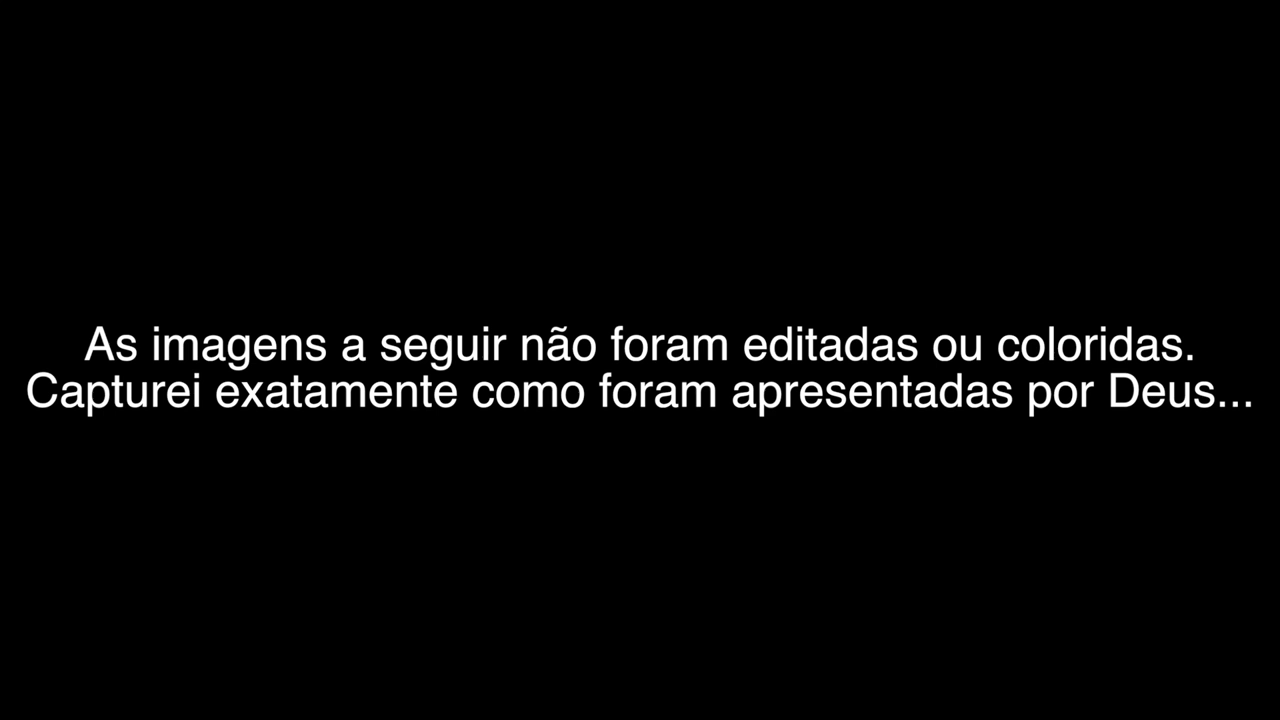 As imagens a seguir não foram editadas ou coloridas.
Capturei exatamente como foram apresentadas por Deus...